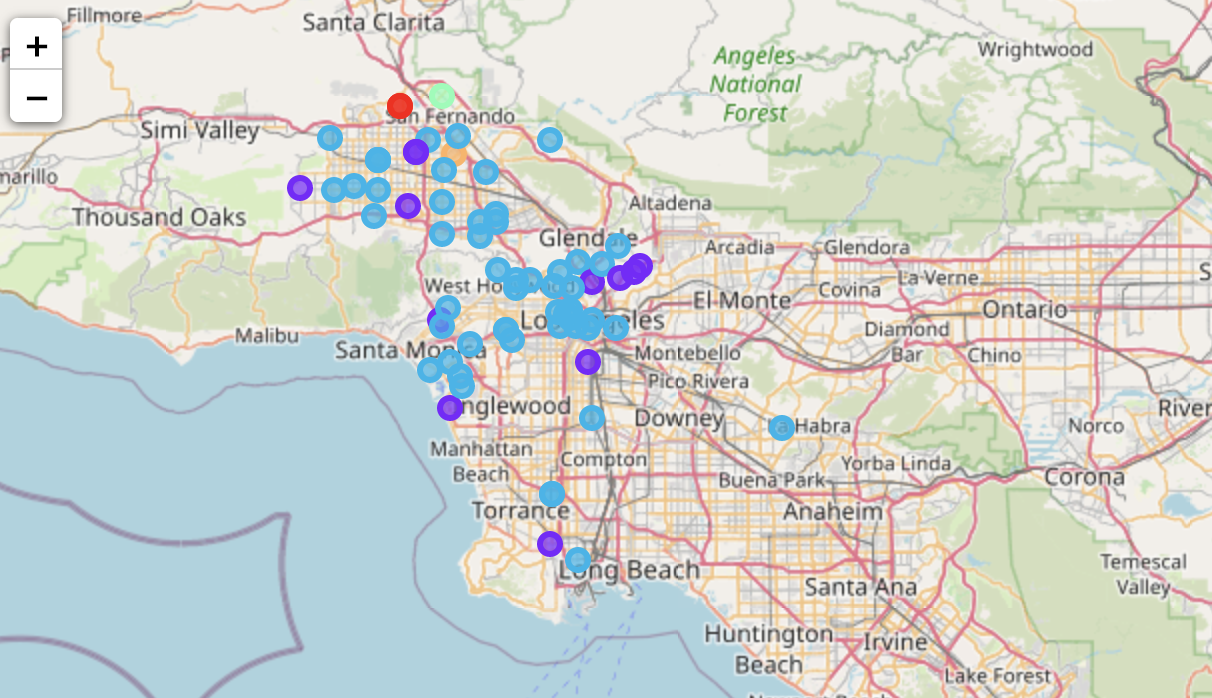 Fillmore
Santa Clarita
Wrightwood
+
−
Angeles
National
Forest
San Fernando
Simi Valley
marillo
Thousand Oaks
Altadena
Glendale
Arcadia
Glendora
La Verne
West Ho
Covina
S
El Monte
Ontario
Los Angeles
Malibu
Diamond
Bar
Chino
Santa Monica
Montebello
Pico Rivera
nglewood
Downey
La Habra
River
Norco
Manhattan
Beach
Compton
Yorba Linda
Corona
Buena Park
Torrance
Anaheim
Long Beach
Temescal
Valley
Santa Ana
Huntington
Beach
Irvine
Lake Forest